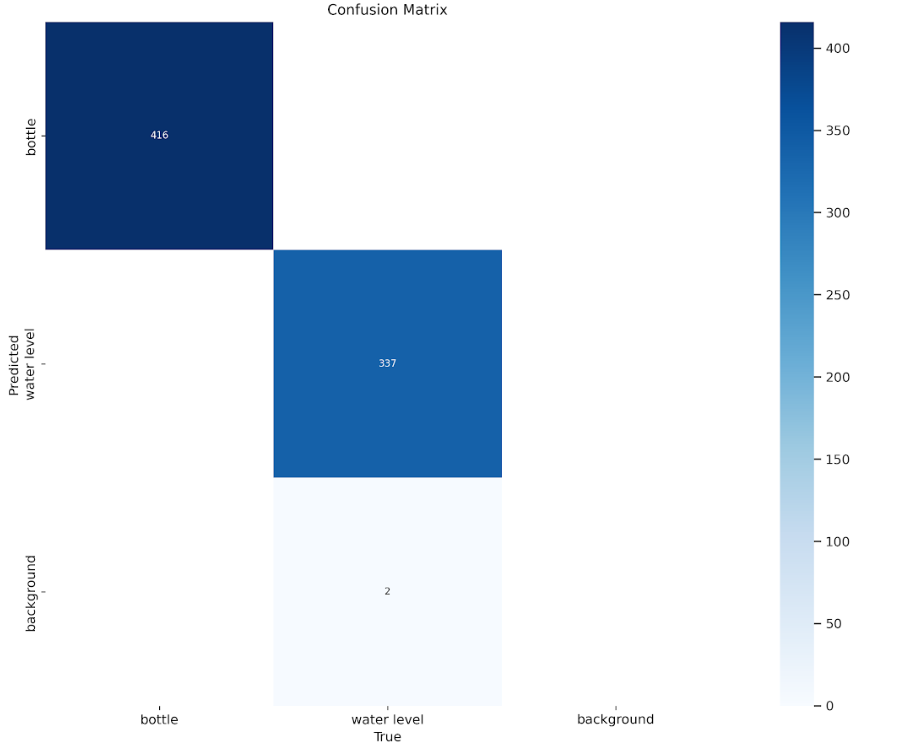 Confusion Matrix
bottle
water level
background
Predicted
416
337
2
bottle
water level
background
True
400
350
300
250
200
150
100
50
0